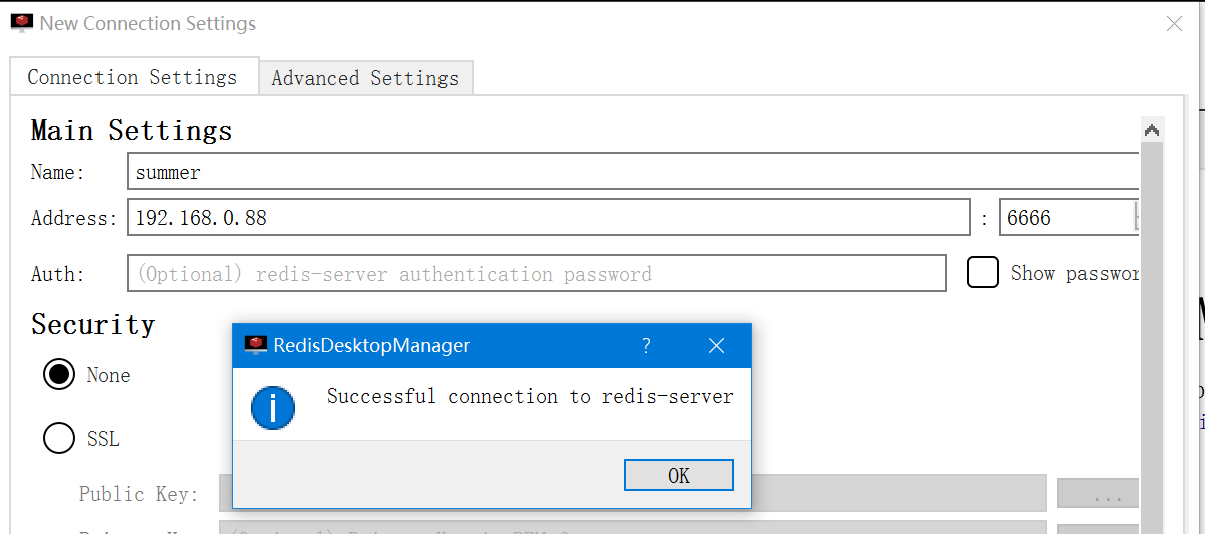 New Connection Settings
Connection Settings
Advanced Settings
Main Settings
Name:
summer
Address:
192.168.0.88
:
6666
Auth:
(Optional) redis-server authentication password
Show passwor
Security
None
SSL
RedisDesktopManager
?
Successful connection to redis-server
OK
Public Key:
...